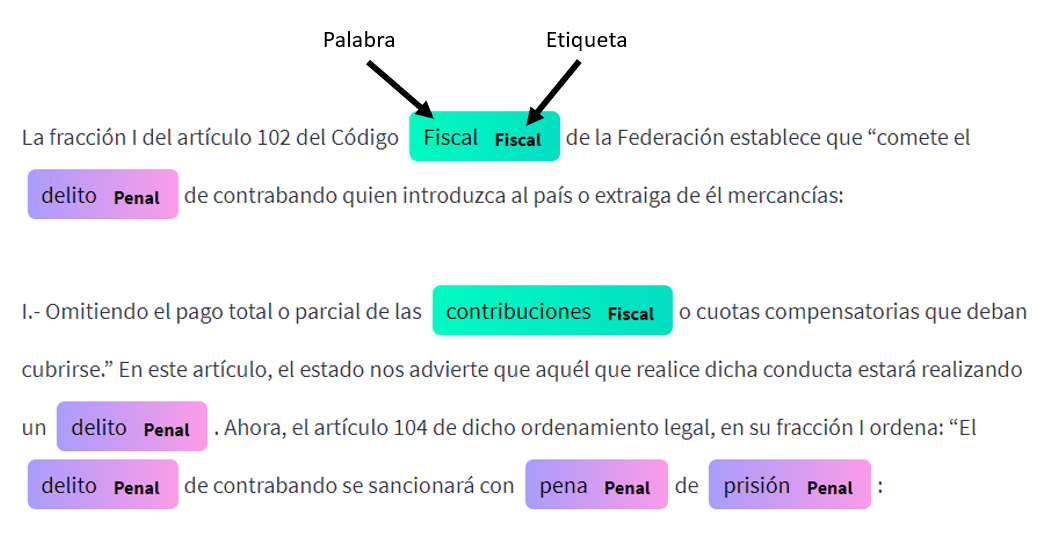 Palabra Etiqueta
La fracción I del artículo 102 del Código Fiscal Fiscal de la Federación establece que “comete el
delito Penal de contrabando quien introduzca al país o extraiga de él mercancías:
I.- Omitiendo el pago total o parcial de las contribuciones Fiscal o cuotas compensatorias que deban
cubrirse.” En este artículo, el estado nos advierte que aquél que realice dicha conducta estará realizando
un delito Penal . Ahora, el artículo 104 de dicho ordenamiento legal, en su fracción I ordena: “El
delito Penal de contrabando se sancionará con pena Penal de prisión Penal :